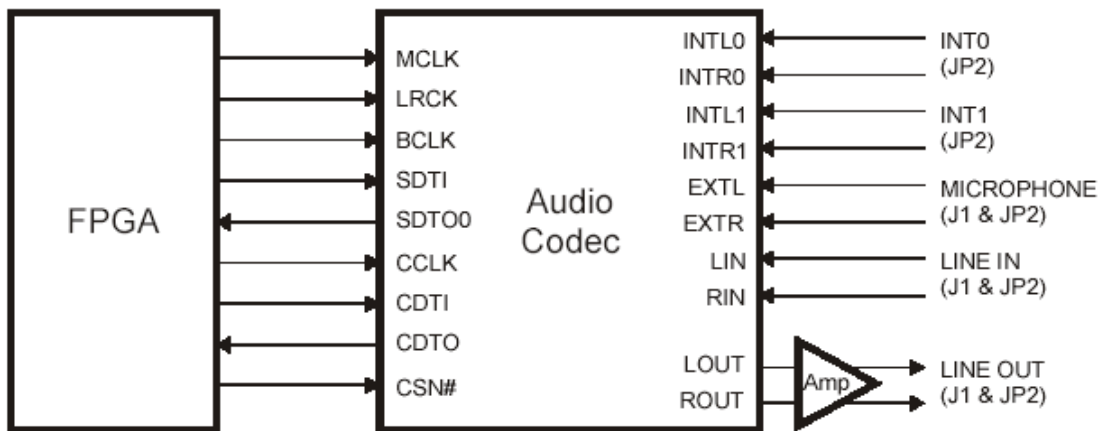 FPGA
MCLK
LRCK
BCLK
SDTI
SDTO0
CCLK
CDTI
CDTO
CSN#
Audio
Codec
INTL0
INTR0
INTL1
INTR1
EXTL
EXTR
LIN
RIN
LOUT
ROUT
Amp
INT0
(JP2)
INT1
(JP2)
MICROPHONE
(J1 & JP2)
LINE IN
(J1 & JP2)
LINE OUT
(J1 & JP2)